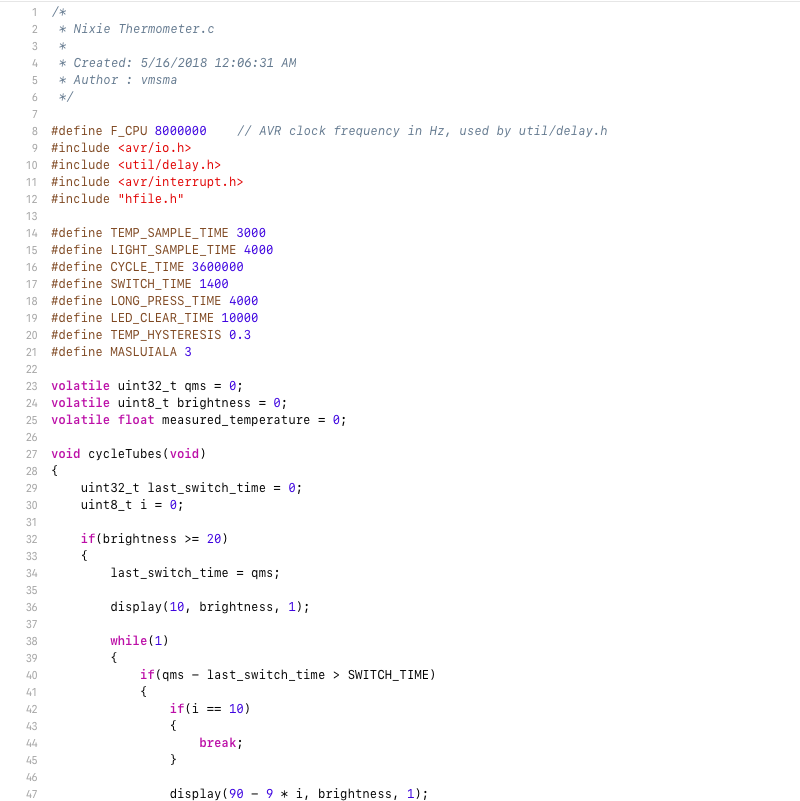 1 /*
2  * Nixie Thermometer.c
3  *
4  * Created: 5/16/2018 12:06:31 AM
5  * Author : vmsma
6  */
7
8 #define F_CPU 8000000    // AVR clock frequency in Hz, used by util/delay.h
9 #include <avr/io.h>
10 #include <util/delay.h>
11 #include <avr/interrupt.h>
12 #include "hfile.h"
13
14 #define TEMP_SAMPLE_TIME 3000
15 #define LIGHT_SAMPLE_TIME 4000
16 #define CYCLE_TIME 3600000
17 #define SWITCH_TIME 1400
18 #define LONG_PRESS_TIME 4000
19 #define LED_CLEAR_TIME 10000
20 #define TEMP_HYSTERESIS 0.3
21 #define MASLUIALA 3
22
23 volatile uint32_t qms = 0;
24 volatile uint8_t brightness = 0;
25 volatile float measured_temperature = 0;
26
27 void cycleTubes(void)
28 {
29     uint32_t last_switch_time = 0;
30     uint8_t i = 0;
31
32     if(brightness >= 20)
33     {
34         last_switch_time = qms;
35
36         display(10, brightness, 1);
37
38         while(1)
39         {
40             if(qms - last_switch_time > SWITCH_TIME)
41             {
42                 if(i == 10)
43                 {
44                     break;
45                 }
46
47                 display(90 - 9 * i, brightness, 1);